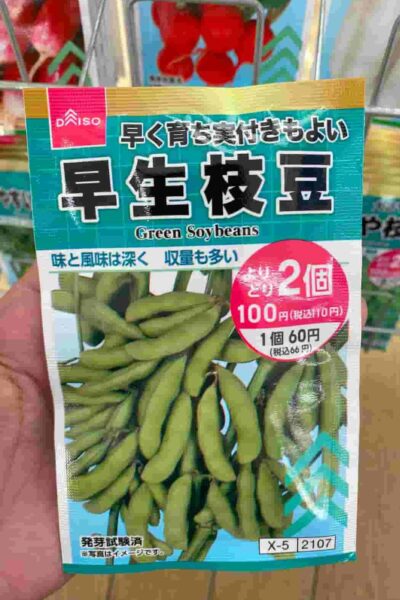 DAISO
早く育ち実付きもよい
早生枝豆
Green Soybeans
味と風味は深く 収量も多い
よりどり2個
100円(税込110円)
1個60円
(税込66円)
発芽試験済
※写真はイメージです。
X-5 2107
や枝